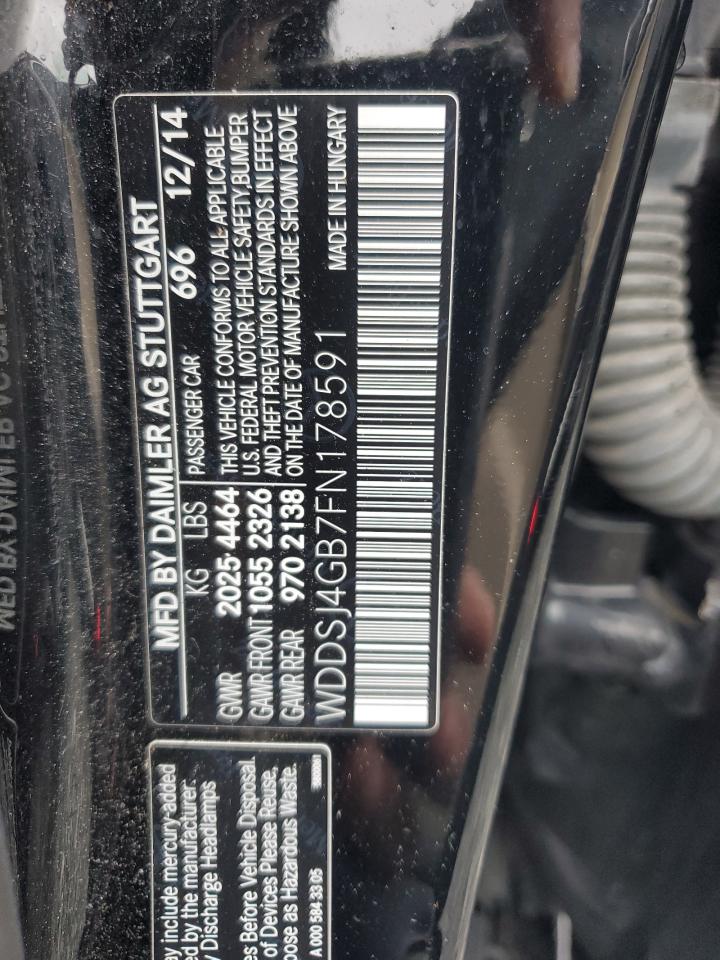 MFD BY DAIMLER AG STUTTGART
696 12/14
KG LBS PASSENGER CAR
GVWR 2025 4464 THIS VEHICLE CONFORMS TO ALL APPLICABLE
GAWR FRONT 1055 2326 U.S. FEDERAL MOTOR VEHICLE SAFETY, BUMPER
GAWR REAR 970 2138 AND THEFT PREVENTION STANDARDS IN EFFECT
ON THE DATE OF MANUFACTURE SHOWN ABOVE
WDDSJ4GB7FN178591 MADE IN HUNGARY
ay include mercury-added
ed by the manufacturer.
y Discharge Headlamps
es Before Vehicle Disposal.
of Devices Please Reuse,
pose as Hazardous Waste.
A 000 584 33 05